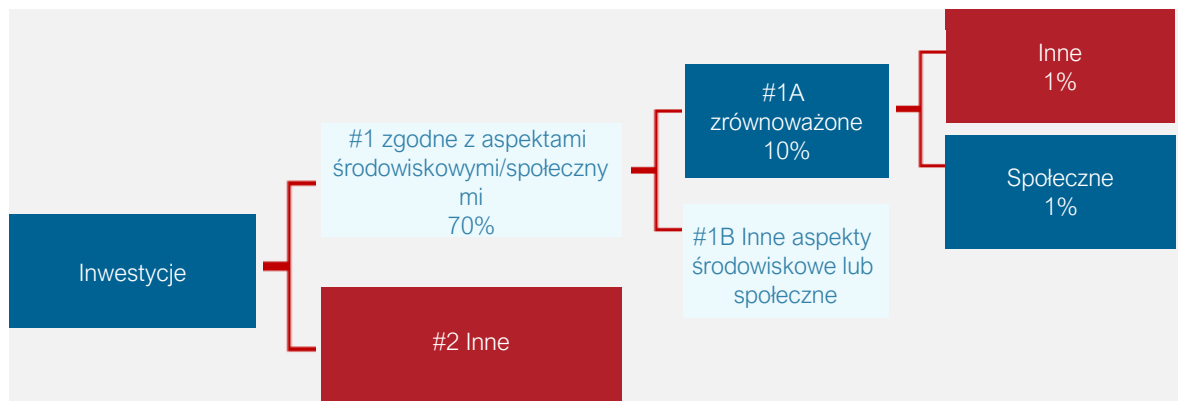 Inwestycje
#1 zgodne z aspektami
środowiskowymi/społeczny
mi
70%
#2 Inne
#1A
zrównoważone
10%
#1B Inne aspekty
środowiskowe lub
społeczne
Inne
1%
Społeczne
1%